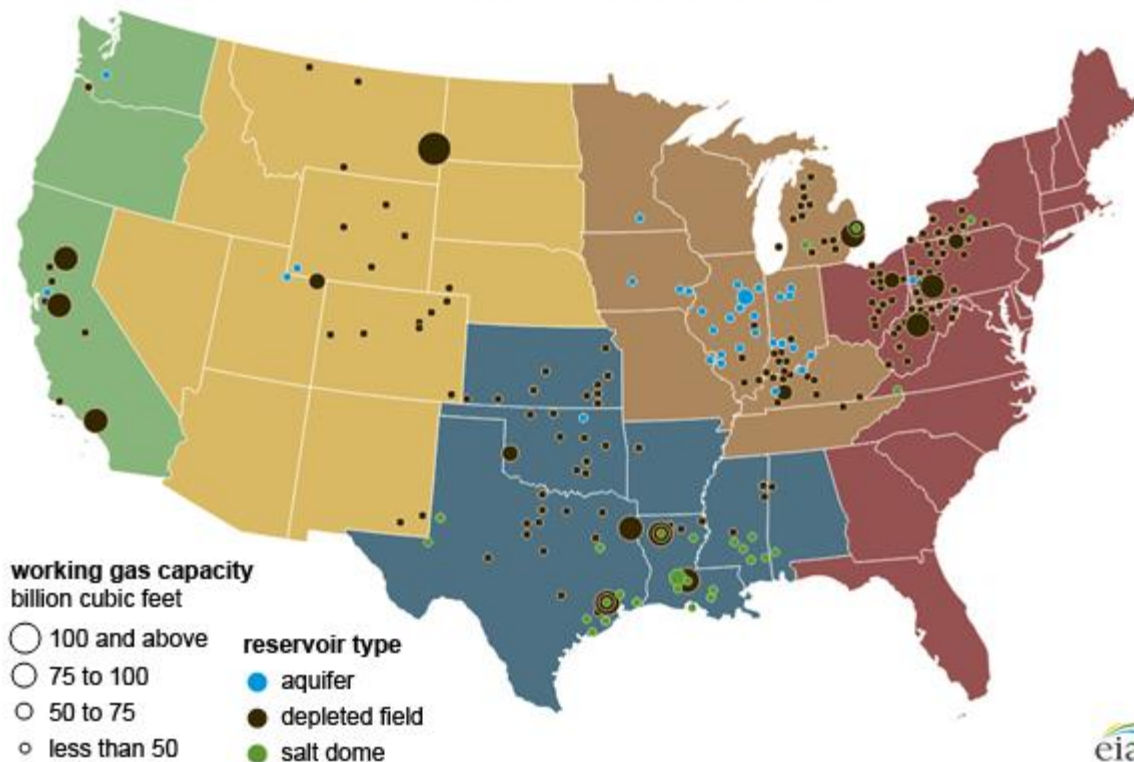 working gas capacity
billion cubic feet
100 and above
75 to 100
50 to 75
less than 50
reservoir type
aquifer
depleted field
salt dome
eia